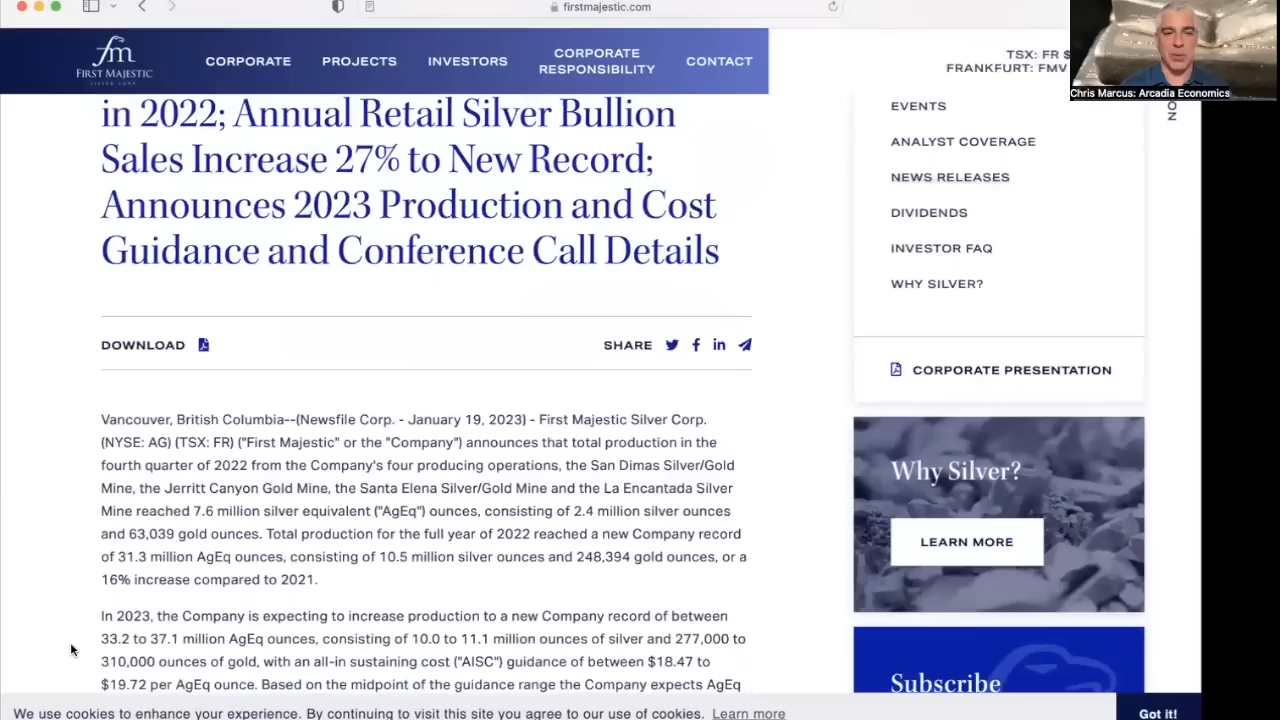 firstmajestic.com
fm
FIRST MAJESTIC
SILVER CORP
CORPORATE
PROJECTS
INVESTORS
CORPORATE
RESPONSIBILITY
CONTACT
TSX: FR $
FRANKFURT: FMV
Chris Marcus: Arcadia Economics
ON
in 2022; Annual Retail Silver Bullion
Sales Increase 27% to New Record;
Announces 2023 Production and Cost
Guidance and Conference Call Details
DOWNLOAD
SHARE
Vancouver, British Columbia--(Newsfile Corp. - January 19, 2023) - First Majestic Silver Corp.
(NYSE: AG) (TSX: FR) ("First Majestic" or the "Company") announces that total production in the
fourth quarter of 2022 from the Company's four producing operations, the San Dimas Silver/Gold
Mine, the Jerritt Canyon Gold Mine, the Santa Elena Silver/Gold Mine and the La Encantada Silver
Mine reached 7.6 million silver equivalent ("AgEq") ounces, consisting of 2.4 million silver ounces
and 63,039 gold ounces. Total production for the full year of 2022 reached a new Company record
of 31.3 million AgEq ounces, consisting of 10.5 million silver ounces and 248,394 gold ounces, or a
16% increase compared to 2021.
In 2023, the Company is expecting to increase production to a new Company record of between
33.2 to 37.1 million AgEq ounces, consisting of 10.0 to 11.1 million ounces of silver and 277,000 to
310,000 ounces of gold, with an all-in sustaining cost ("AISC") guidance of between $18.47 to
$19.72 per AgEq ounce. Based on the midpoint of the guidance range the Company expects AgEq
EVENTS
ANALYST COVERAGE
NEWS RELEASES
DIVIDENDS
INVESTOR FAQ
WHY SILVER?
CORPORATE PRESENTATION
Why Silver?
LEARN MORE
Subscribe
We use cookies to enhance your experience. By continuing to visit this site you agree to our use of cookies. Learn more
Got it!